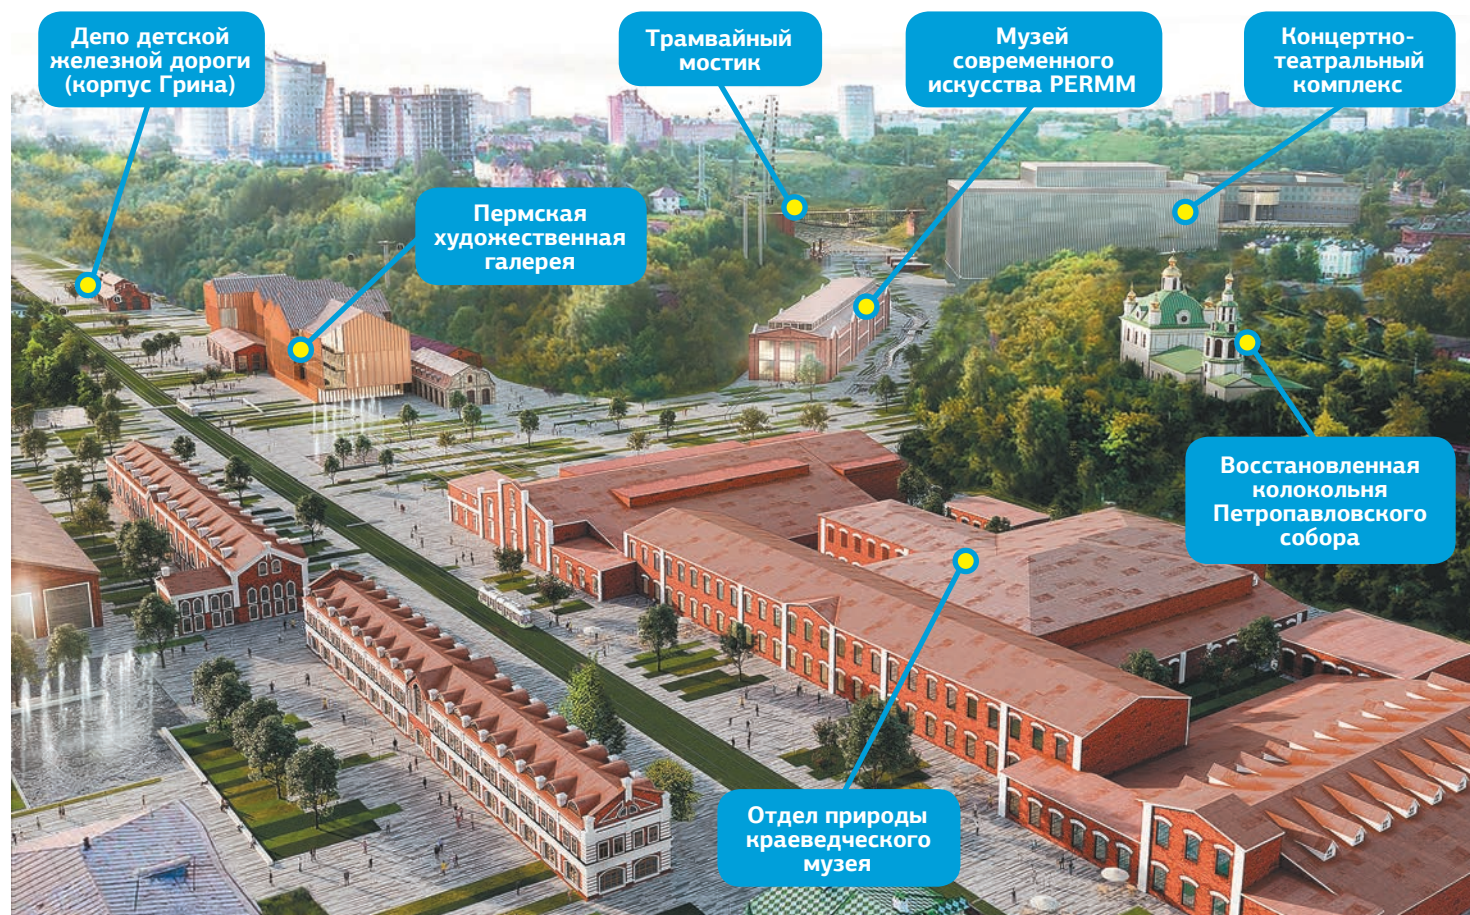 Депо детской
железной дороги
(корпус Грина)
Трамвайный
мостик
Музей
современного
искусства PERMM
Концертно-
театральный
комплекс
Пермская
художественная
галерея
Восстановленная
колокольня
Петропавловского
собора
Отдел природы
краеведческого
музея